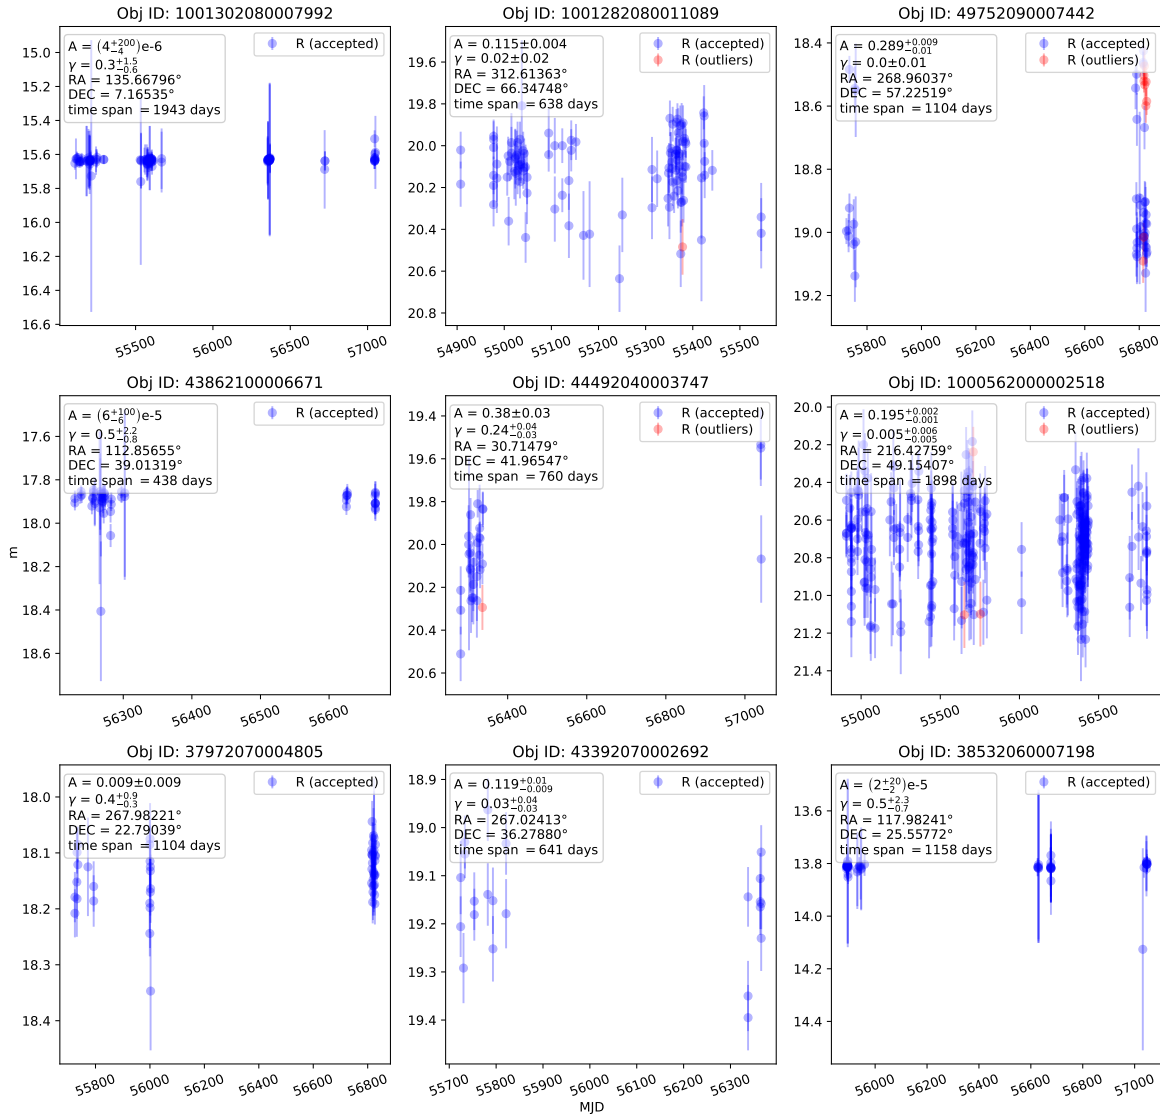 Obj ID: 1001302080007992
A = (4+200−4)e-6
γ = 0.3+1.5−0.6
RA = 135.66796°
DEC = 7.16535°
time span = 1943 days
R (accepted)
15.0
15.2
15.4
15.6
15.8
16.0
16.2
16.4
16.6
55500
56000
56500
57000
Obj ID: 1001282080011089
A = 0.115±0.004
γ = 0.02±0.02
RA = 312.61363°
DEC = 66.34748°
time span = 638 days
R (accepted)
R (outliers)
19.6
19.8
20.0
20.2
20.4
20.6
20.8
54900
55000
55100
55200
55300
55400
55500
Obj ID: 49752090007442
A = 0.289+0.009−0.01
γ = 0.0±0.01
RA = 268.96037°
DEC = 57.22519°
time span = 1104 days
R (accepted)
R (outliers)
18.4
18.6
18.8
19.0
19.2
55800
56000
56200
56400
56600
56800
Obj ID: 43862100006671
A = (6+100−6)e-5
γ = 0.5+2.2−0.8
RA = 112.85655°
DEC = 39.01319°
time span = 438 days
R (accepted)
17.6
17.8
18.0
18.2
18.4
18.6
m
56300
56400
56500
56600
Obj ID: 44492040003747
A = 0.38±0.03
γ = 0.24+0.04−0.03
RA = 30.71479°
DEC = 41.96547°
time span = 760 days
R (accepted)
R (outliers)
19.4
19.6
19.8
20.0
20.2
20.4
20.6
56400
56600
56800
57000
Obj ID: 1000562000002518
A = 0.195+0.002−0.001
γ = 0.005+0.006−0.005
RA = 216.42759°
DEC = 49.15407°
time span = 1898 days
R (accepted)
R (outliers)
20.0
20.2
20.4
20.6
20.8
21.0
21.2
21.4
55000
55500
56000
56500
Obj ID: 37972070004805
A = 0.009±0.009
γ = 0.4+0.9−0.3
RA = 267.98221°
DEC = 22.79039°
time span = 1104 days
R (accepted)
18.0
18.1
18.2
18.3
18.4
55800
56000
56200
56400
56600
56800
Obj ID: 43392070002692
A = 0.119+0.01−0.009
γ = 0.03+0.04−0.03
RA = 267.02413°
DEC = 36.27880°
time span = 641 days
R (accepted)
18.9
19.0
19.1
19.2
19.3
19.4
55700
55800
55900
56000
56100
56200
56300
MJD
Obj ID: 38532060007198
A = (2+20−2)e-5
γ = 0.5+2.3−0.7
RA = 117.98241°
DEC = 25.55772°
time span = 1158 days
R (accepted)
13.6
13.8
14.0
14.2
14.4
56000
56200
56400
56600
56800
57000